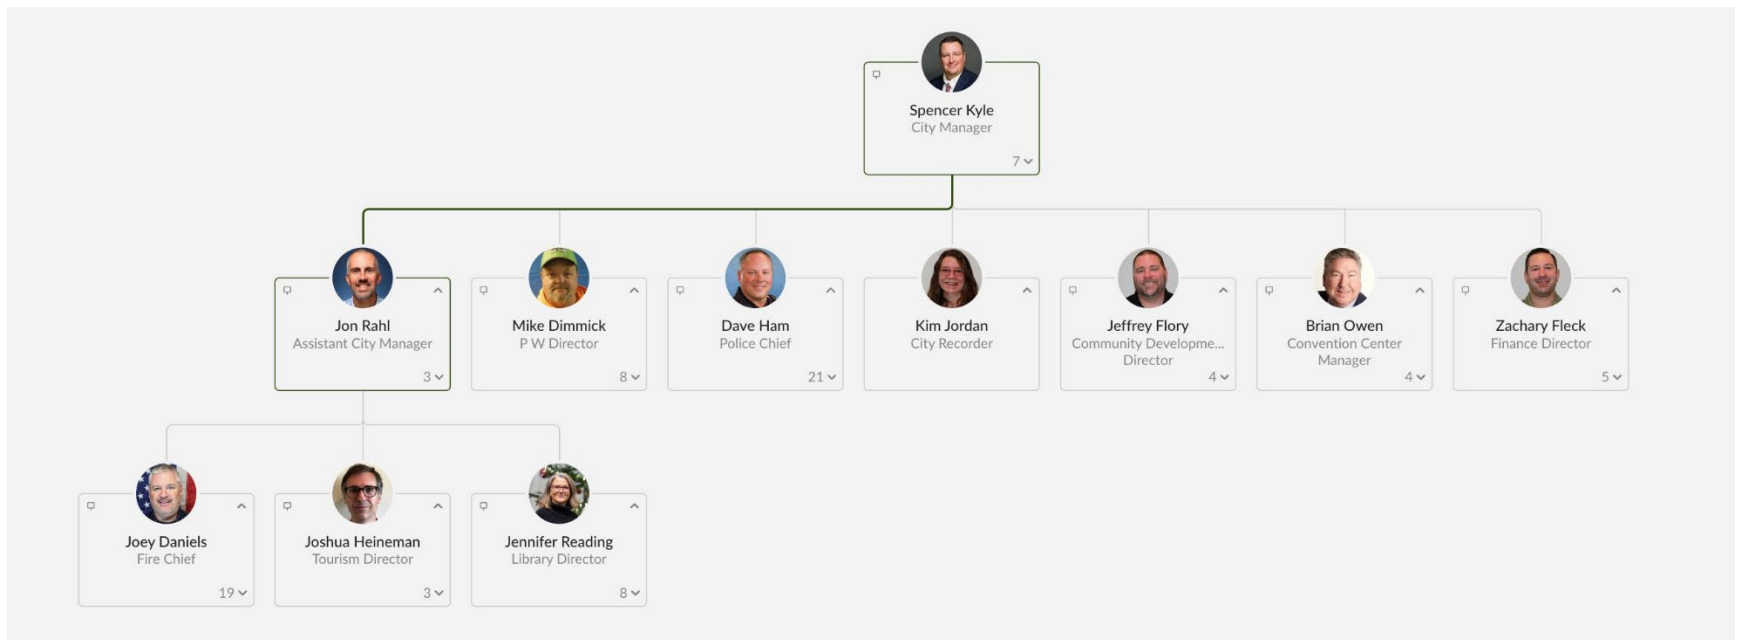 Spencer Kyle
City Manager
7
Jon Rahl
Assistant City Manager
3
Mike Dimmick
P W Director
8
Dave Ham
Police Chief
21
Kim Jordan
City Recorder
Jeffrey Flory
Community Developme...
Director
4
Brian Owen
Convention Center
Manager
4
Zachary Fleck
Finance Director
5
Joey Daniels
Fire Chief
19
Joshua Heineman
Tourism Director
3
Jennifer Reading
Library Director
8